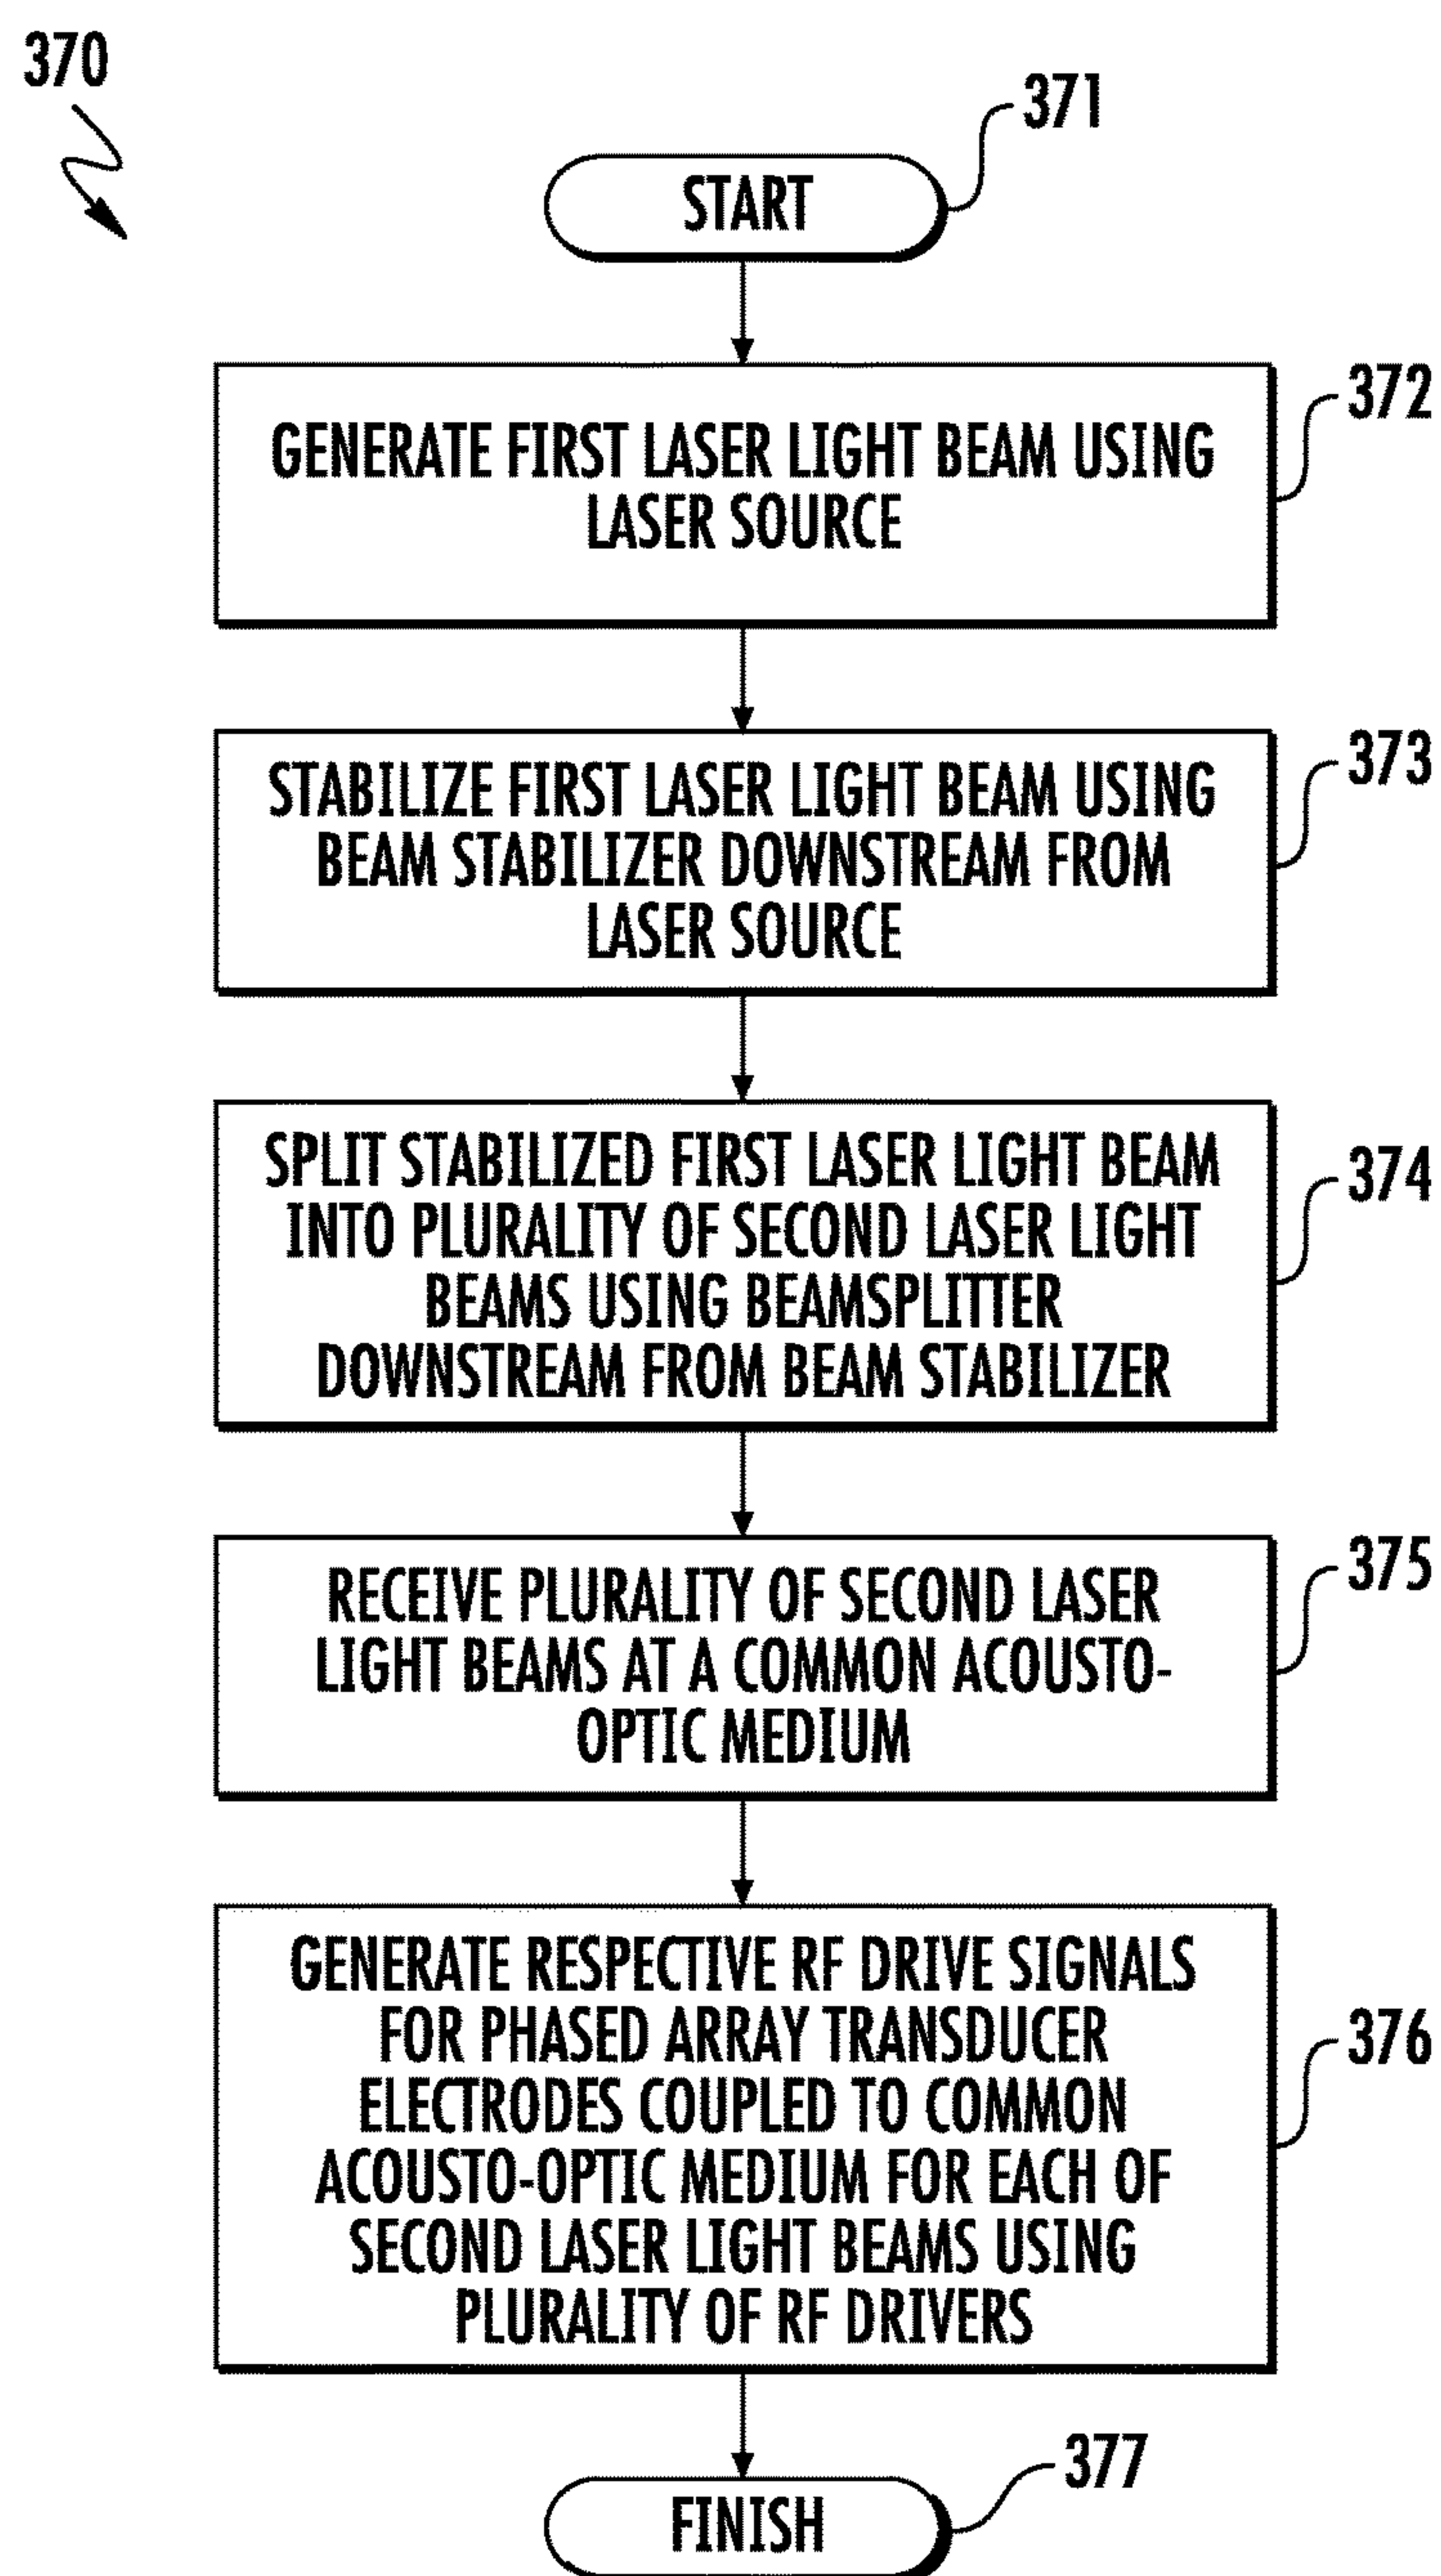 370
371
START
372
GENERATE FIRST LASER LIGHT BEAM USING
LASER SOURCE
373
STABILIZE FIRST LASER LIGHT BEAM USING
BEAM STABILIZER DOWNSTREAM FROM
LASER SOURCE
374
SPLIT STABILIZED FIRST LASER LIGHT BEAM
INTO PLURALITY OF SECOND LASER LIGHT
BEAMS USING BEAMSPLITTER
DOWNSTREAM FROM BEAM STABILIZER
375
RECEIVE PLURALITY OF SECOND LASER
LIGHT BEAMS AT A COMMON ACOUSTO-
OPTIC MEDIUM
376
GENERATE RESPECTIVE RF DRIVE SIGNALS
FOR PHASED ARRAY TRANSDUCER
ELECTRODES COUPLED TO COMMON
ACOUSTO-OPTIC MEDIUM FOR EACH OF
SECOND LASER LIGHT BEAMS USING
PLURALITY OF RF DRIVERS
377
FINISH